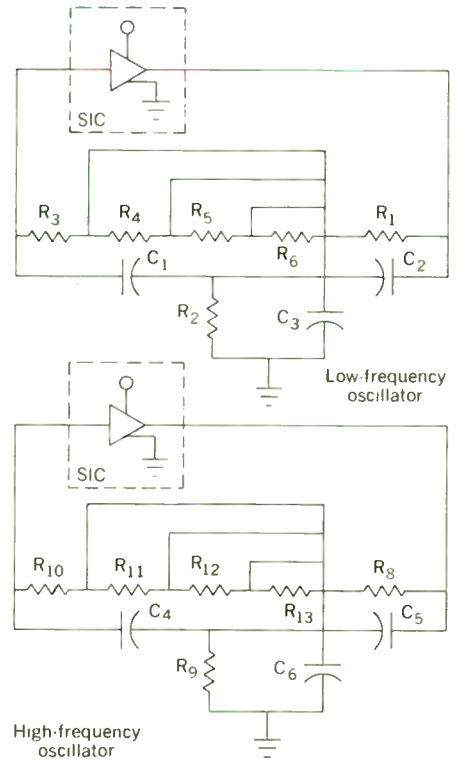 SIC
R3
R4
R5
R6
R1
C1
C2
R2
C3
Low-frequency
oscillator
SIC
R10
R11
R12
R13
R8
C4
C5
R9
C6
High-frequency
oscillator